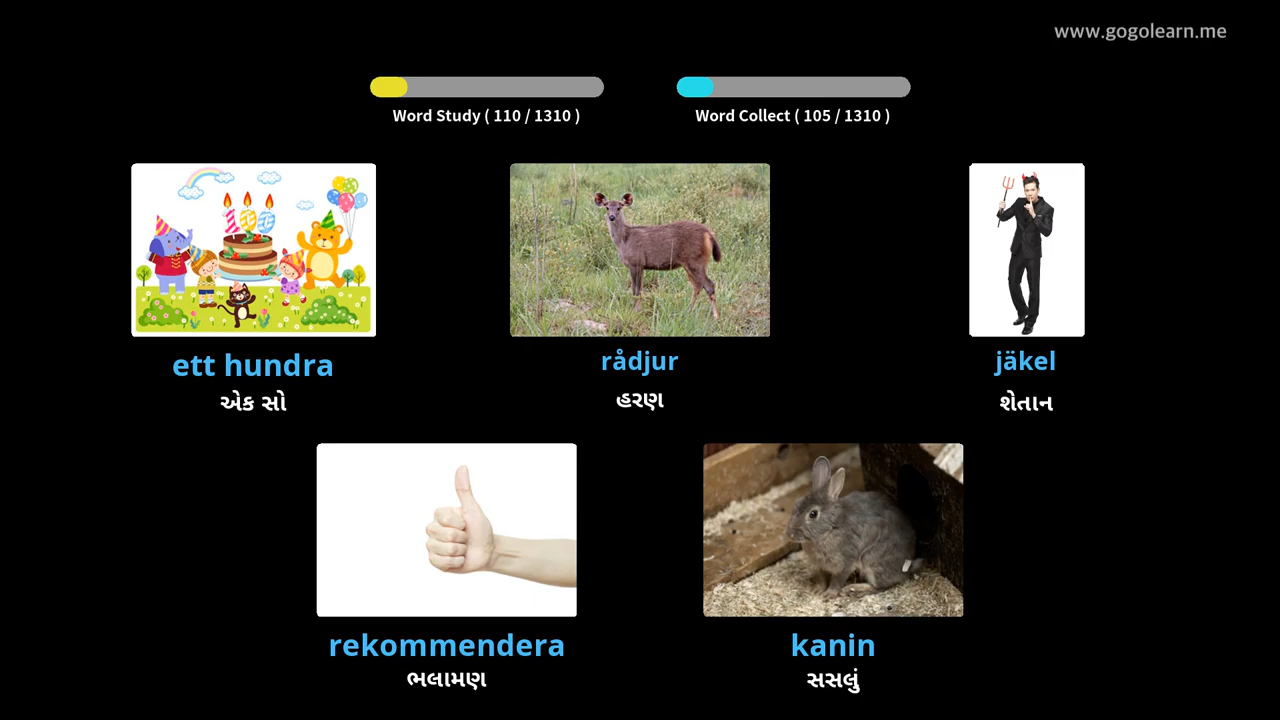 www.gogolearn.me
Word Study ( 110 / 1310 )
Word Collect ( 105 / 1310 )
100
ett hundra
એક સો
rådjur
હરણ
jäkel
શેતાન
rekommendera
ભલામણ
kanin
સસલું